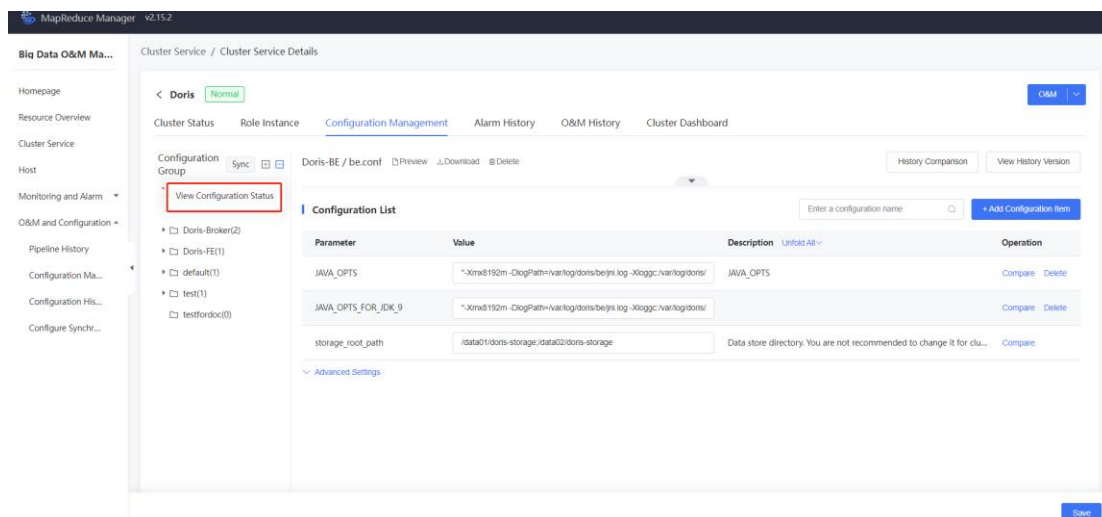 MapReduce Manager v2.15.2
Big Data O&M Ma...
Cluster Service / Cluster Service Details
Homepage
Resource Overview
Cluster Service
Host
Monitoring and Alarm
O&M and Configuration
Pipeline History
Configuration Ma...
Configuration His...
Configure Synchr...
< Doris Normal
O&M
Cluster Status Role Instance Configuration Management Alarm History O&M History Cluster Dashboard
Configuration Group Sync
View Configuration Status
Doris-Broker(2)
Doris-FE(1)
default(1)
test(1)
testfordoc(0)
Doris-BE / be.conf Preview Download Delete
History Comparison View History Version
Configuration List
Enter a configuration name
+ Add Configuration Item
Parameter Value Description Unfold All Operation
JAVA_OPTS "-Xmx8192m -DlogPath=/var/log/doris/be/jni.log -Xloggc:/var/log/doris/ JAVA_OPTS Compare Delete
JAVA_OPTS_FOR_JDK_9 "-Xmx8192m -DlogPath=/var/log/doris/be/jni.log -Xloggc:/var/log/doris/ Compare Delete
storage_root_path /data01/doris-storage;/data02/doris-storage Data store directory. You are not recommended to change it for clu... Compare
Advanced Settings
Save